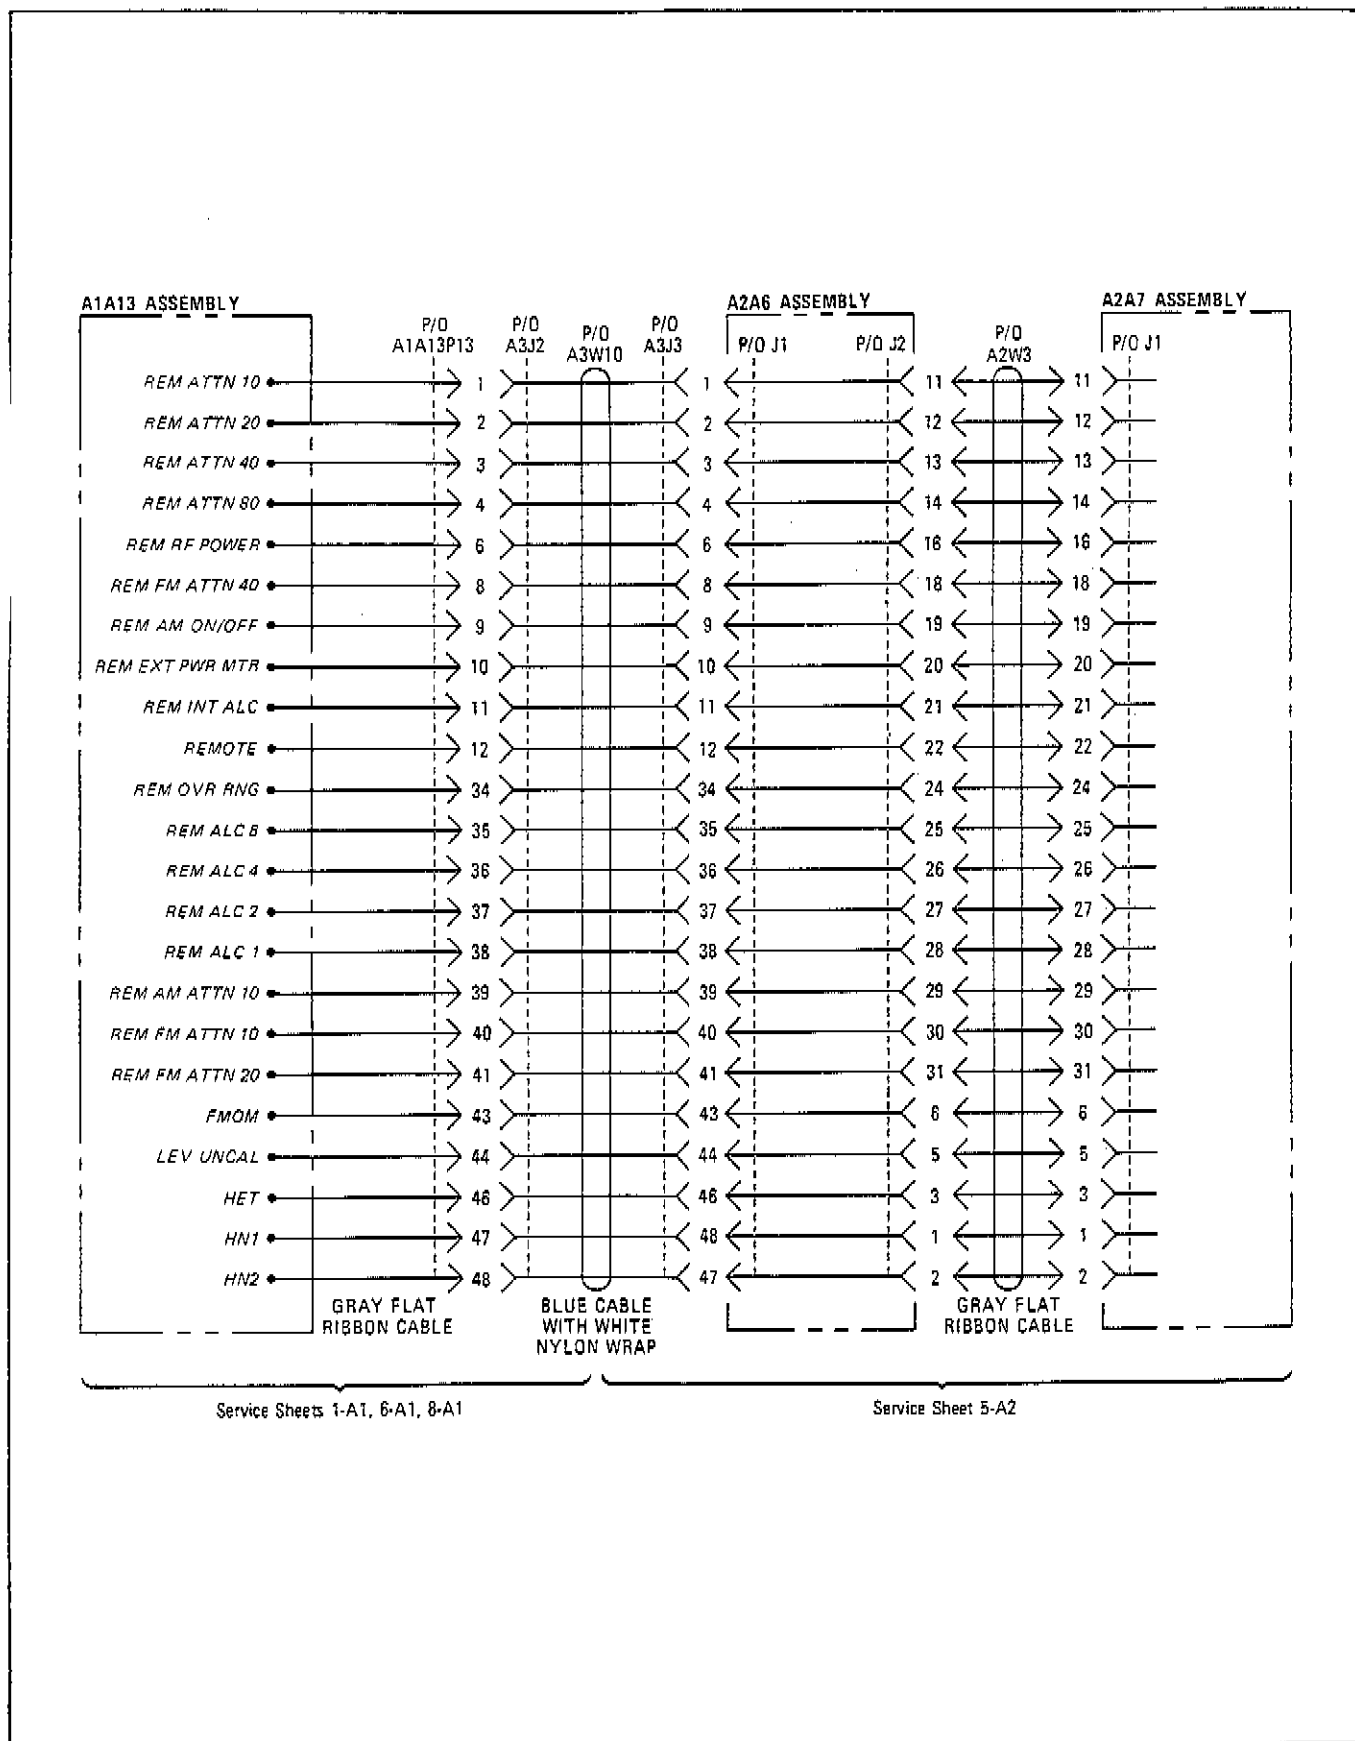 A1A13 ASSEMBLY
A2A6 ASSEMBLY
A2A7 ASSEMBLY
P/O A1A13P13
P/O A3J2
P/O A3W10
P/O A3J3
P/O J1
P/O J2
P/O A2W3
P/O J1
REM ATTN 10 1 1 11 11
REM ATTN 20 2 2 12 12
REM ATTN 40 3 3 13 13
REM ATTN 80 4 4 14 14
REM RF POWER 6 6 16 16
REM FM ATTN 40 8 8 18 18
REM AM ON/OFF 9 9 19 19
REM EXT PWR MTR 10 10 20 20
REM INT ALC 11 11 21 21
REMOTE 12 12 22 22
REM OVR RNG 34 34 24 24
REM ALC 8 35 35 25 25
REM ALC 4 36 36 26 26
REM ALC 2 37 37 27 27
REM ALC 1 38 38 28 28
REM AM ATTN 10 39 39 29 29
REM FM ATTN 10 40 40 30 30
REM FM ATTN 20 41 41 31 31
FMOM 43 43 6 6
LEV UNCAL 44 44 5 5
HET 46 46 3 3
HN1 47 48 1 1
HN2 48 47 2 2
GRAY FLAT
RIBBON CABLE
BLUE CABLE
WITH WHITE
NYLON WRAP
GRAY FLAT
RIBBON CABLE
Service Sheets 1-A1, 6-A1, 8-A1
Service Sheet 5-A2